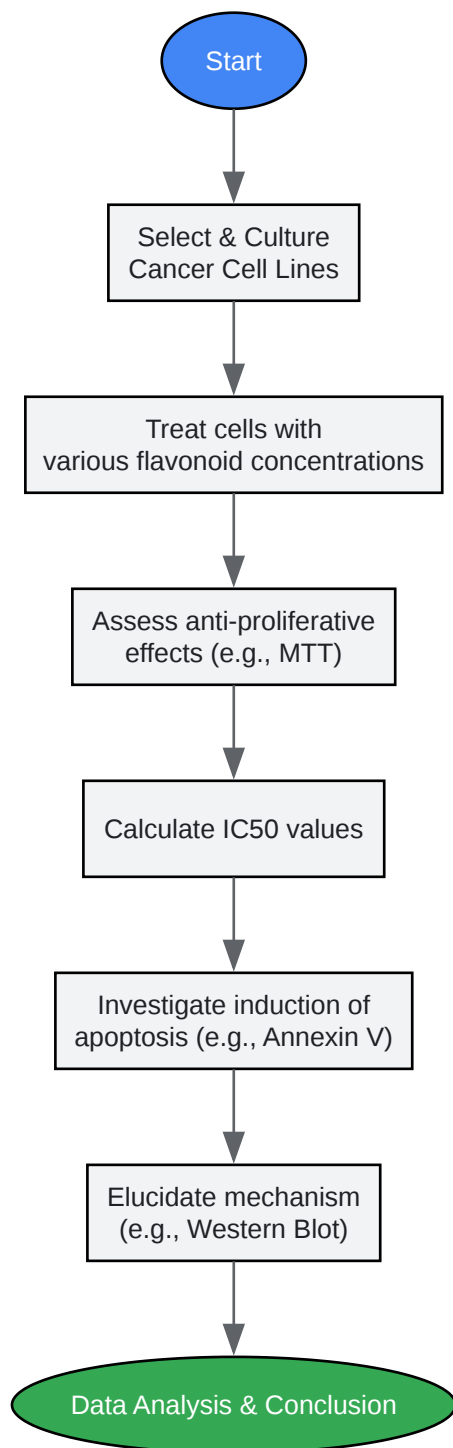 Start
Select & Culture
Cancer Cell Lines
Treat cells with
various flavonoid concentrations
Assess anti-proliferative
effects (e.g., MTT)
Calculate IC50 values
Investigate induction of
apoptosis (e.g., Annexin V)
Elucidate mechanism
(e.g., Western Blot)
Data Analysis & Conclusion